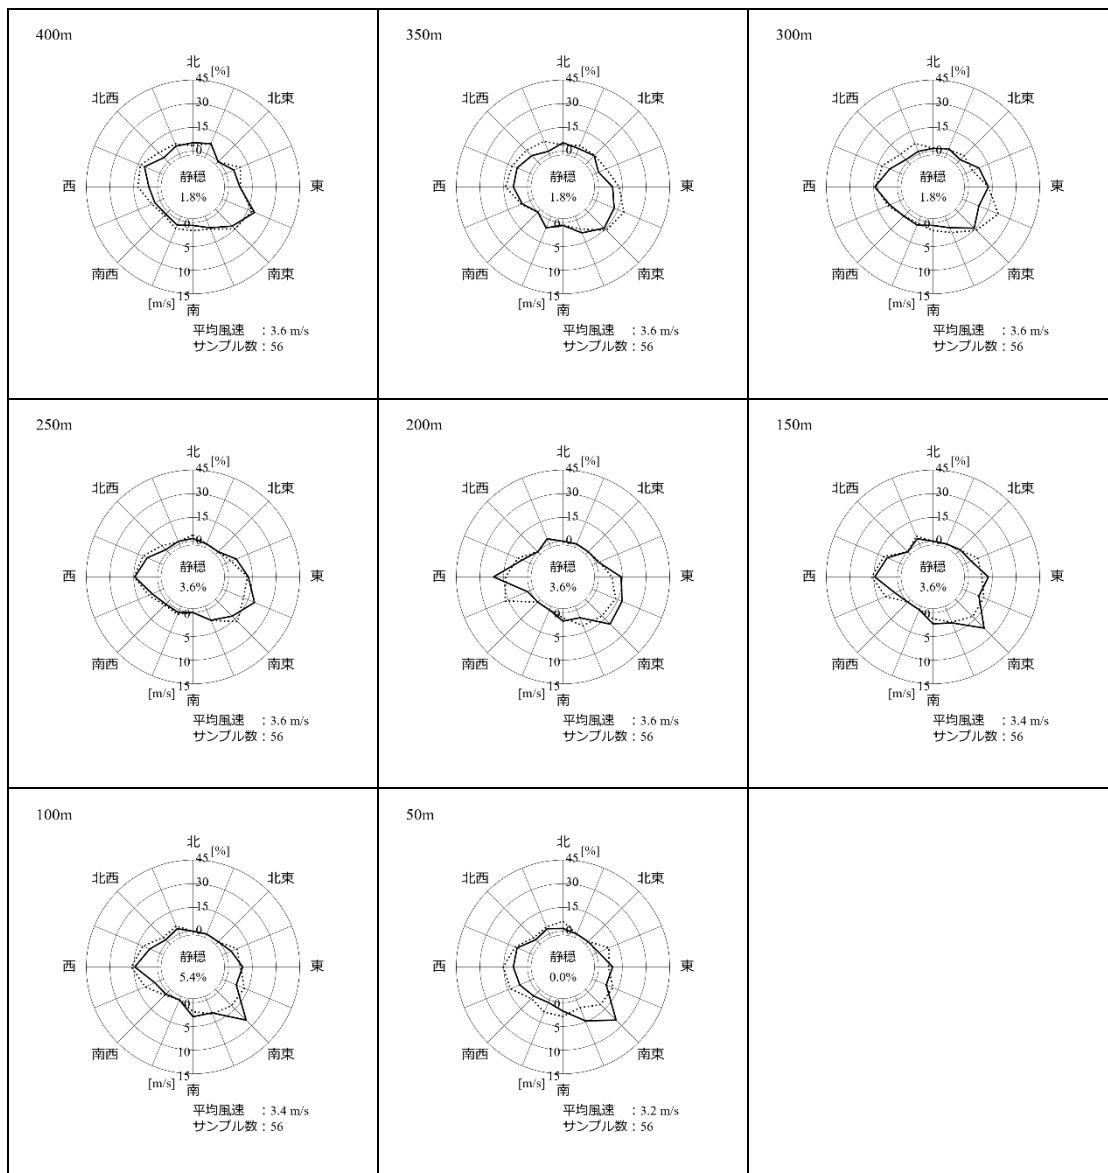 400m
北
45
[%]
北西
北東
30
15
0
西
静穏
東
1.8%
0
5
南西
南東
10
[m/s]
15
南
平均風速 : 3.6 m/s
サンプル数 : 56
350m
北
45
[%]
北西
北東
30
15
0
西
静穏
東
1.8%
0
5
南西
南東
10
[m/s]
15
南
平均風速 : 3.6 m/s
サンプル数 : 56
300m
北
45
[%]
北西
北東
30
15
0
西
静穏
東
1.8%
0
5
南西
南東
10
[m/s]
15
南
平均風速 : 3.6 m/s
サンプル数 : 56
250m
北
45
[%]
北西
北東
30
15
0
西
静穏
東
3.6%
0
5
南西
南東
10
[m/s]
15
南
平均風速 : 3.6 m/s
サンプル数 : 56
200m
北
45
[%]
北西
北東
30
15
0
西
静穏
東
3.6%
0
5
南西
南東
10
[m/s]
15
南
平均風速 : 3.6 m/s
サンプル数 : 56
150m
北
45
[%]
北西
北東
30
15
0
西
静穏
東
3.6%
0
5
南西
南東
10
[m/s]
15
南
平均風速 : 3.4 m/s
サンプル数 : 56
100m
北
45
[%]
北西
北東
30
15
0
西
静穏
東
5.4%
0
5
南西
南東
10
[m/s]
15
南
平均風速 : 3.4 m/s
サンプル数 : 56
50m
北
45
[%]
北西
北東
30
15
0
西
静穏
東
0.0%
0
5
南西
南東
10
[m/s]
15
南
平均風速 : 3.2 m/s
サンプル数 : 56